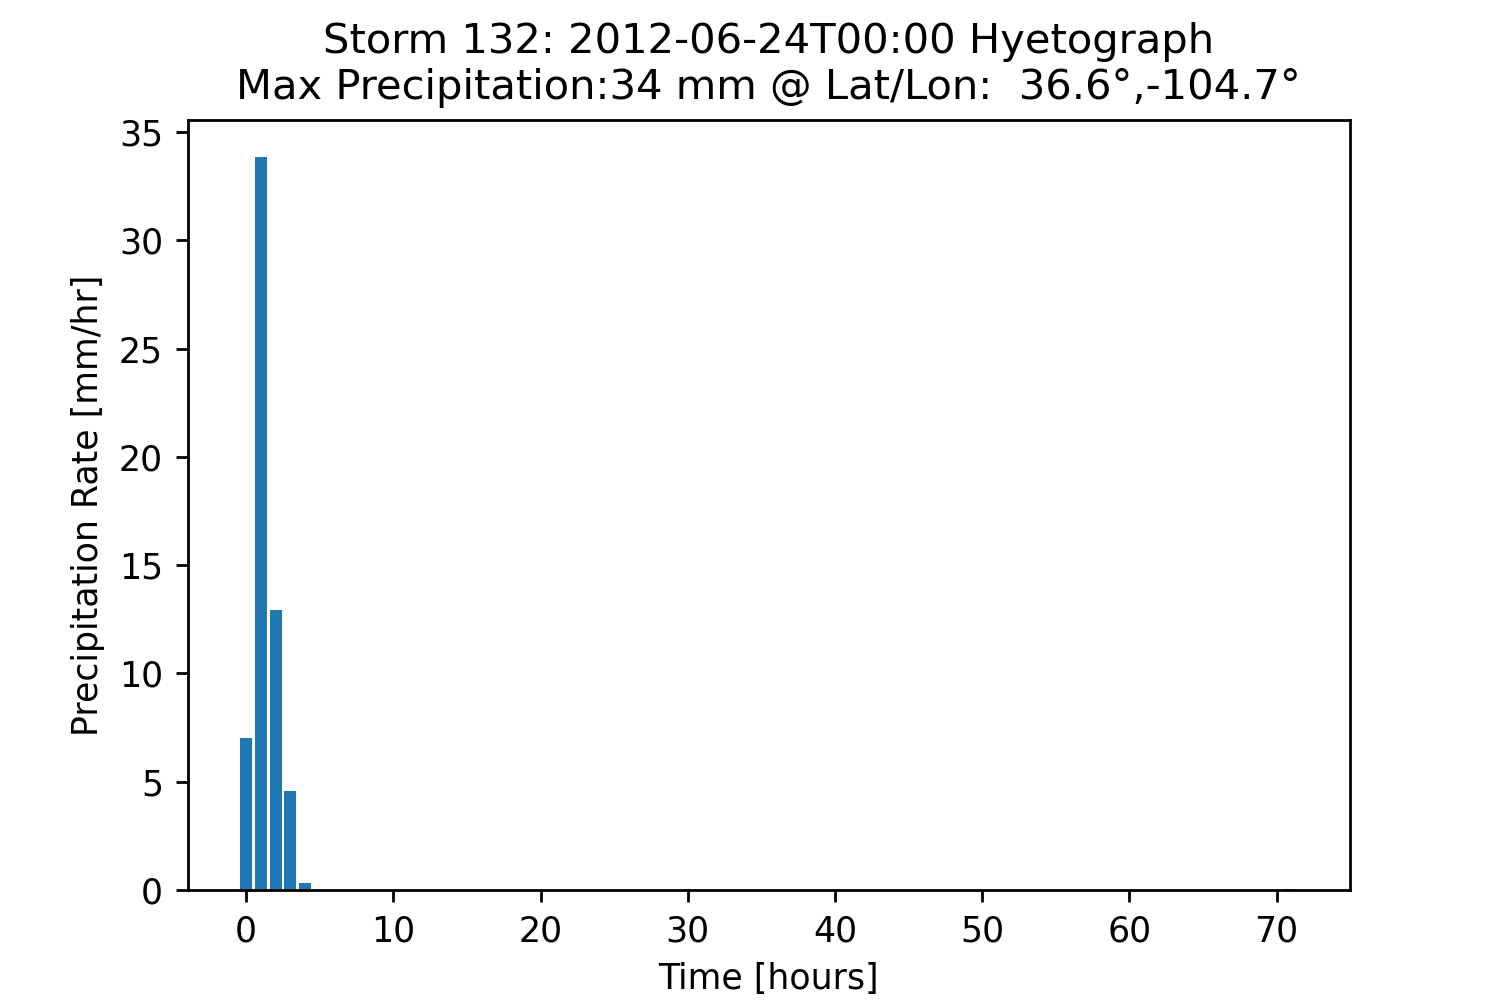 Storm 132: 2012-06-24T00:00 Hyetograph
Max Precipitation:34 mm @ Lat/Lon:  36.6°,-104.7°
35
30
25
20
15
10
5
0
Precipitation Rate [mm/hr]
0 10 20 30 40 50 60 70
Time [hours]